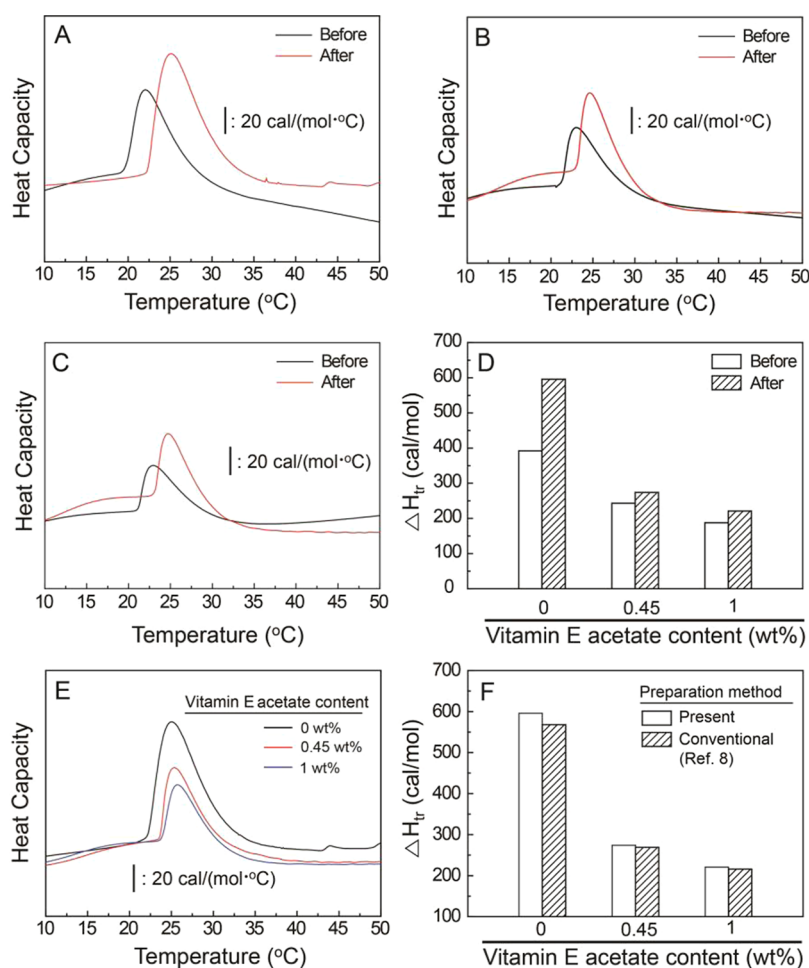 A
Before
After
: 20 cal/(mol·°C)
Heat Capacity
10 15 20 25 30 35 40 45 50
Temperature (°C)
B
Before
After
: 20 cal/(mol·°C)
Heat Capacity
10 15 20 25 30 35 40 45 50
Temperature (°C)
C
Before
After
: 20 cal/(mol·°C)
Heat Capacity
10 15 20 25 30 35 40 45 50
Temperature (°C)
D
Before
After
700
600
500
400
300
200
100
0
△Htr (cal/mol)
0 0.45 1
Vitamin E acetate content (wt%)
E
Vitamin E acetate content
0 wt%
0.45 wt%
1 wt%
: 20 cal/(mol·°C)
Heat Capacity
10 15 20 25 30 35 40 45 50
Temperature (°C)
F
Preparation method
Present
Conventional
(Ref. 8)
700
600
500
400
300
200
100
△Htr (cal/mol)
0 0.45 1
Vitamin E acetate content (wt%)